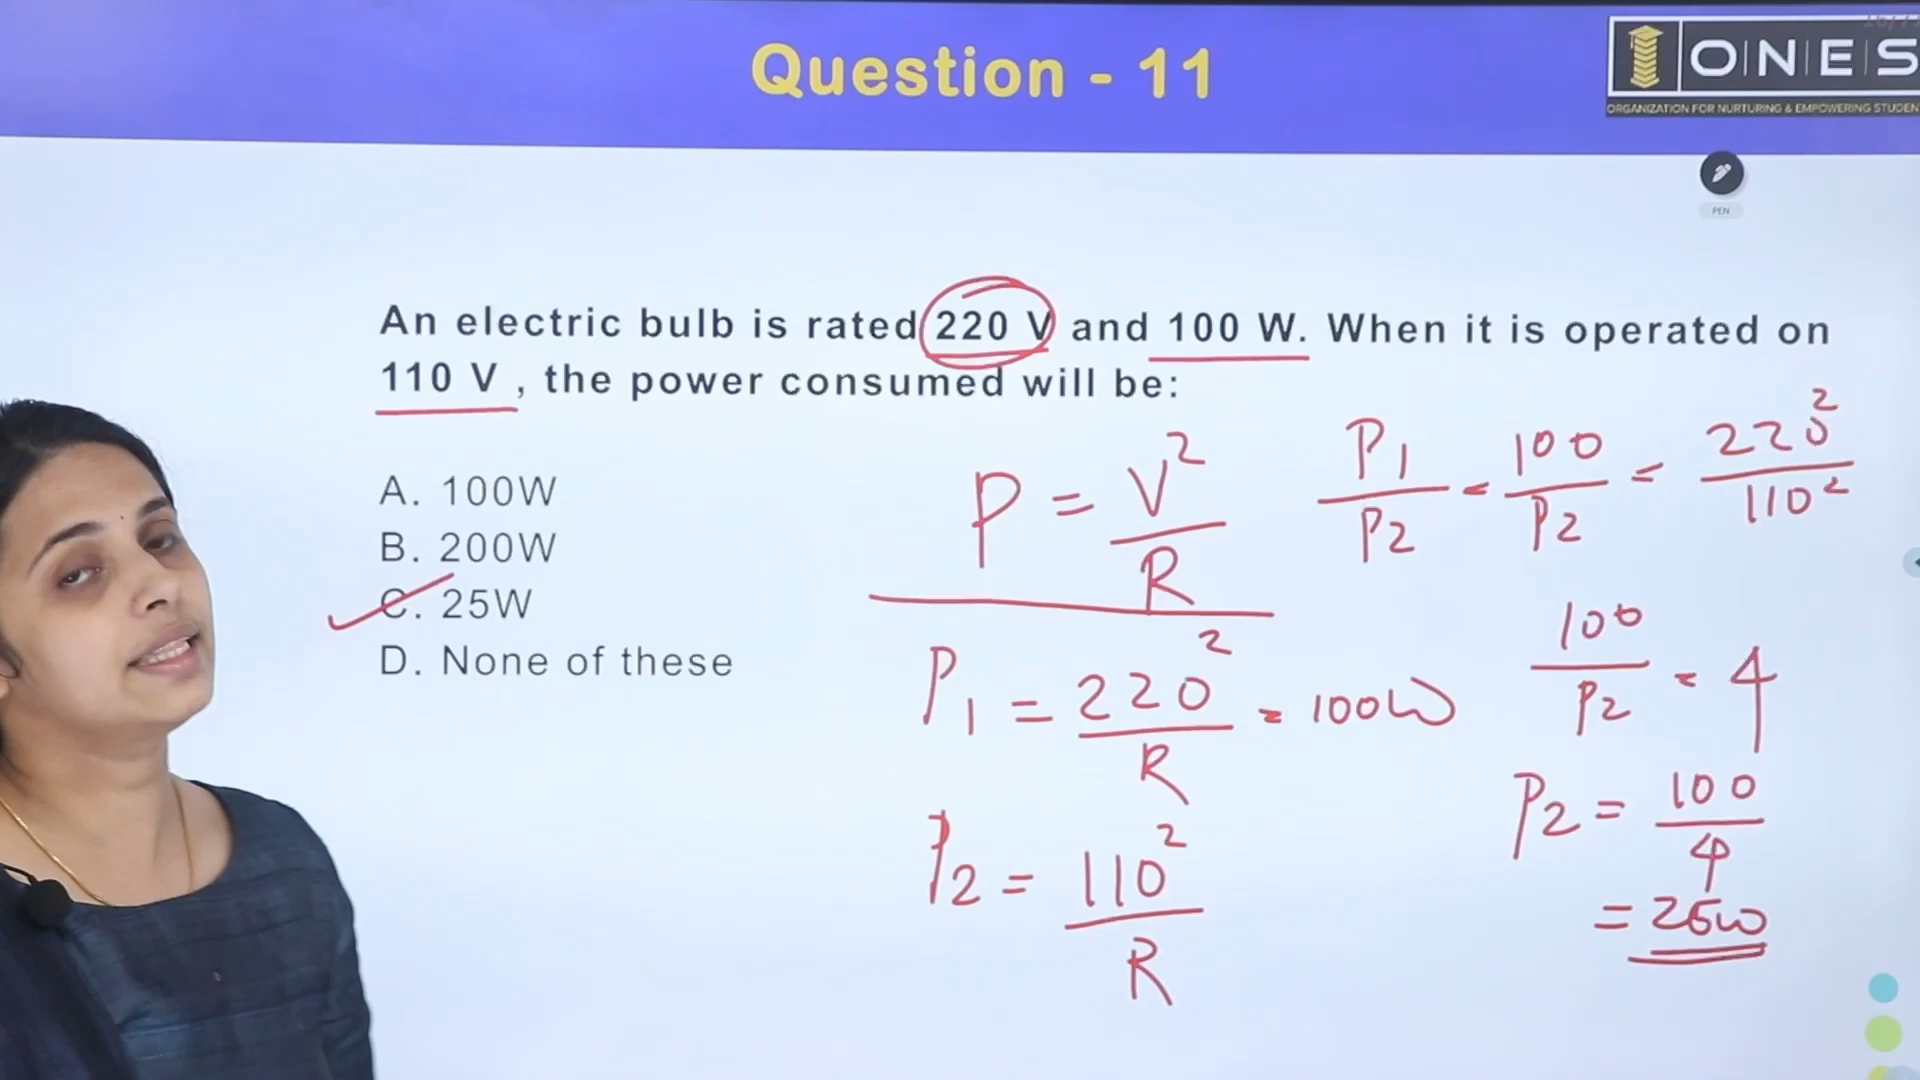 Question - 11
ONES
ORGANIZATION FOR NURTURING & EMPOWERING STUDEN
PEN
An electric bulb is rated 220 V and 100 W. When it is operated on
110 V , the power consumed will be:
A. 100W
B. 200W
C. 25W
D. None of these
P = V²/R
P1 = 220²/R = 100W
P2 = 110²/R
P1/P2 = 100/P2 = 220²/110²
100/P2 = 4
P2 = 100/4
= 25W